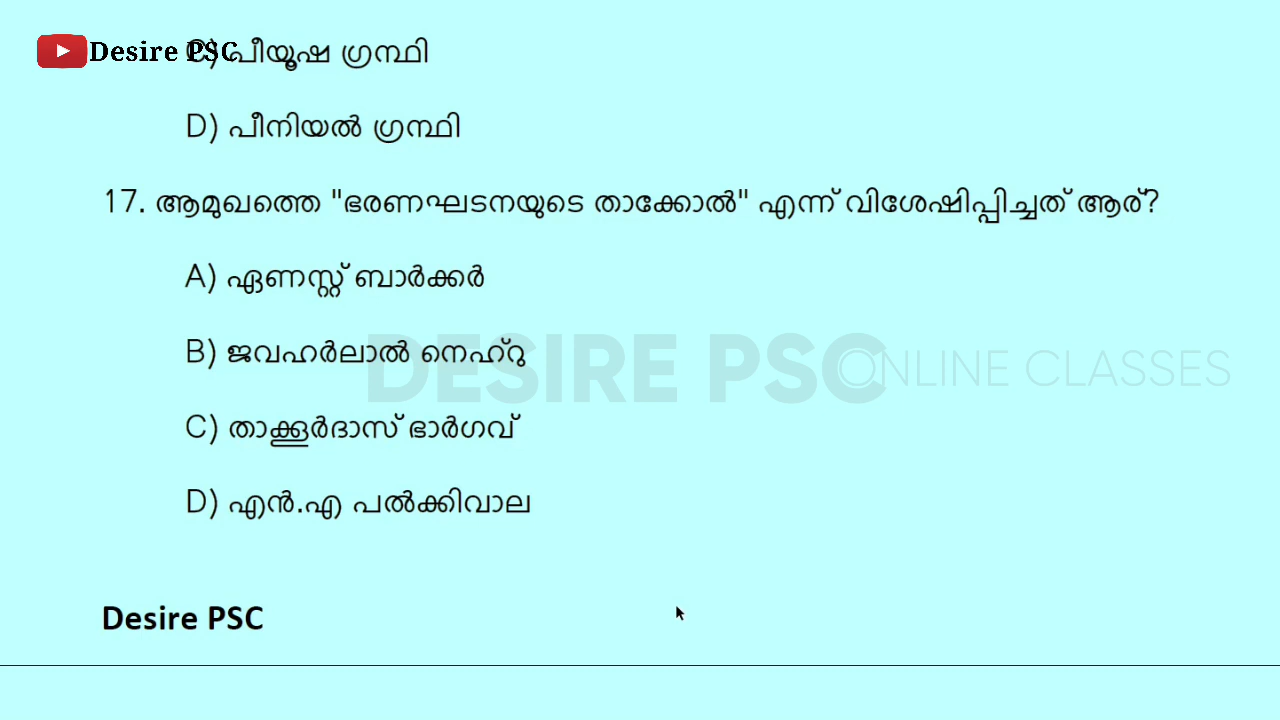 Desire PSC
C) പീയൂഷ ഗ്രന്ഥി
D) പീനിയൽ ഗ്രന്ഥി
17. ആമുഖത്തെ "ഭരണഘടനയുടെ താക്കോൽ" എന്ന് വിശേഷിപ്പിച്ചത് ആര്?
A) ഏണസ്റ്റ് ബാർക്കർ
B) ജവഹർലാൽ നെഹ്റു
DESIRE PSC ONLINE CLASSES
C) താക്കൂർദാസ് ഭാർഗവ്
D) എൻ.എ പൽക്കിവാല
Desire PSC